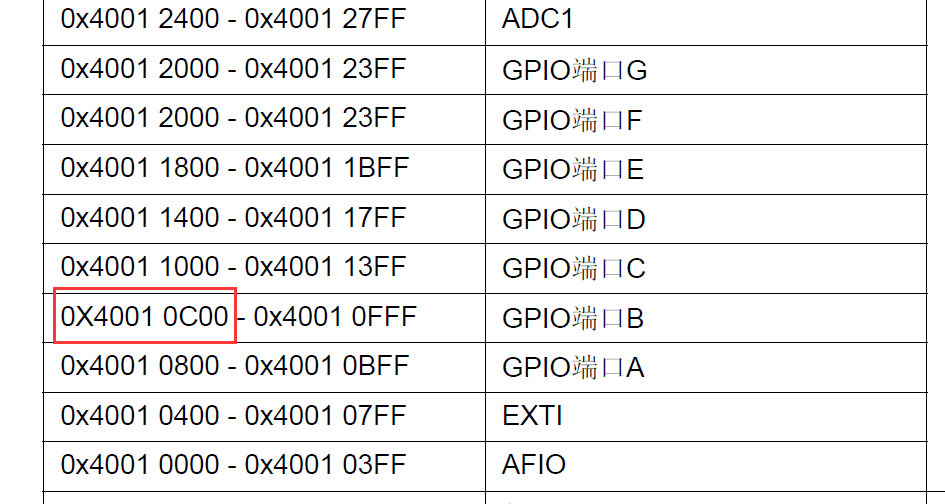 0x4001 2400 - 0x4001 27FF ADC1
0x4001 2000 - 0x4001 23FF GPIO端口G
0x4001 2000 - 0x4001 23FF GPIO端口F
0x4001 1800 - 0x4001 1BFF GPIO端口E
0x4001 1400 - 0x4001 17FF GPIO端口D
0x4001 1000 - 0x4001 13FF GPIO端口C
0X4001 0C00 - 0x4001 0FFF GPIO端口B
0x4001 0800 - 0x4001 0BFF GPIO端口A
0x4001 0400 - 0x4001 07FF EXTI
0x4001 0000 - 0x4001 03FF AFIO